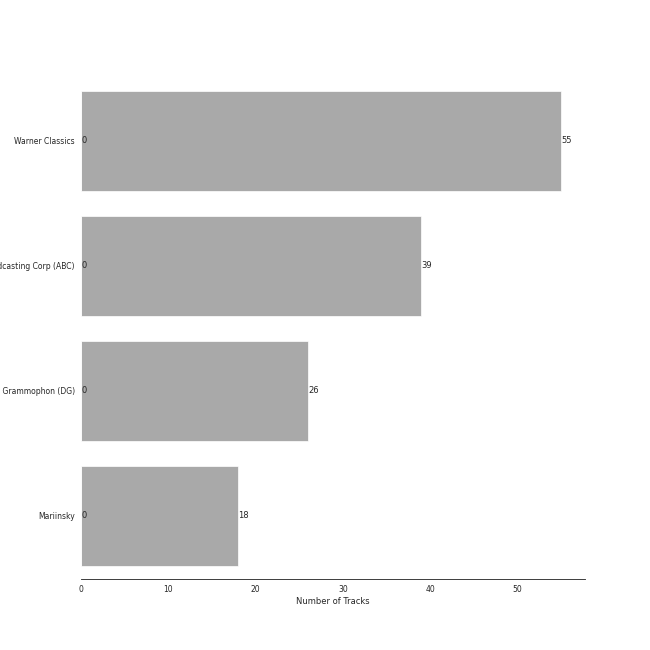 Warner Classics 0 55
Corp (ABC) 0 39
Grammophon (DG) 0 26
Mariinsky 0 18
0 10 20 30 40 50
Number of Tracks